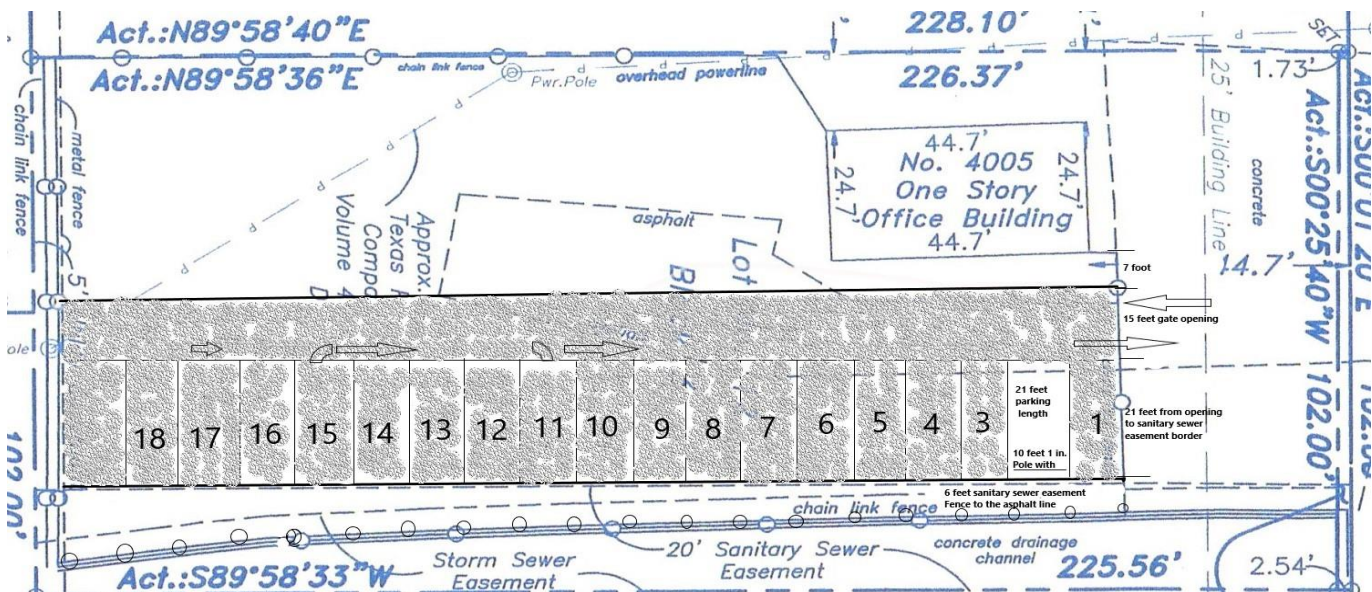 Act.:N89°58'40"E
228.10'
SET
chain link fence
Pwr.Pole
overhead powerline
Act.:N89°58'36"E
226.37'
1.73'
25' Building Line
chain link fence
metal fence
44.7'
No. 4005
One Story
Office Building
44.7'
24.7'
24.7'
concrete
Act.:S00°25'40"W 102.00'
asphalt
Approx.
Texas
Compa
Volume 4
Lot
5'
7 foot
14.7'
15 feet gate opening
18
17
16
15
14
13
12
11
10
9
8
7
6
5
4
3
1
21 feet
parking
length
10 feet 1 in.
Pole with
21 feet from opening
to sanitary sewer
easement border
102.00'
6 feet sanitary sewer easement
Fence to the asphalt line
chain link fence
Storm Sewer
Easement
20' Sanitary Sewer
Easement
concrete drainage
channel
Act.:S89°58'33"W
225.56'
2.54'